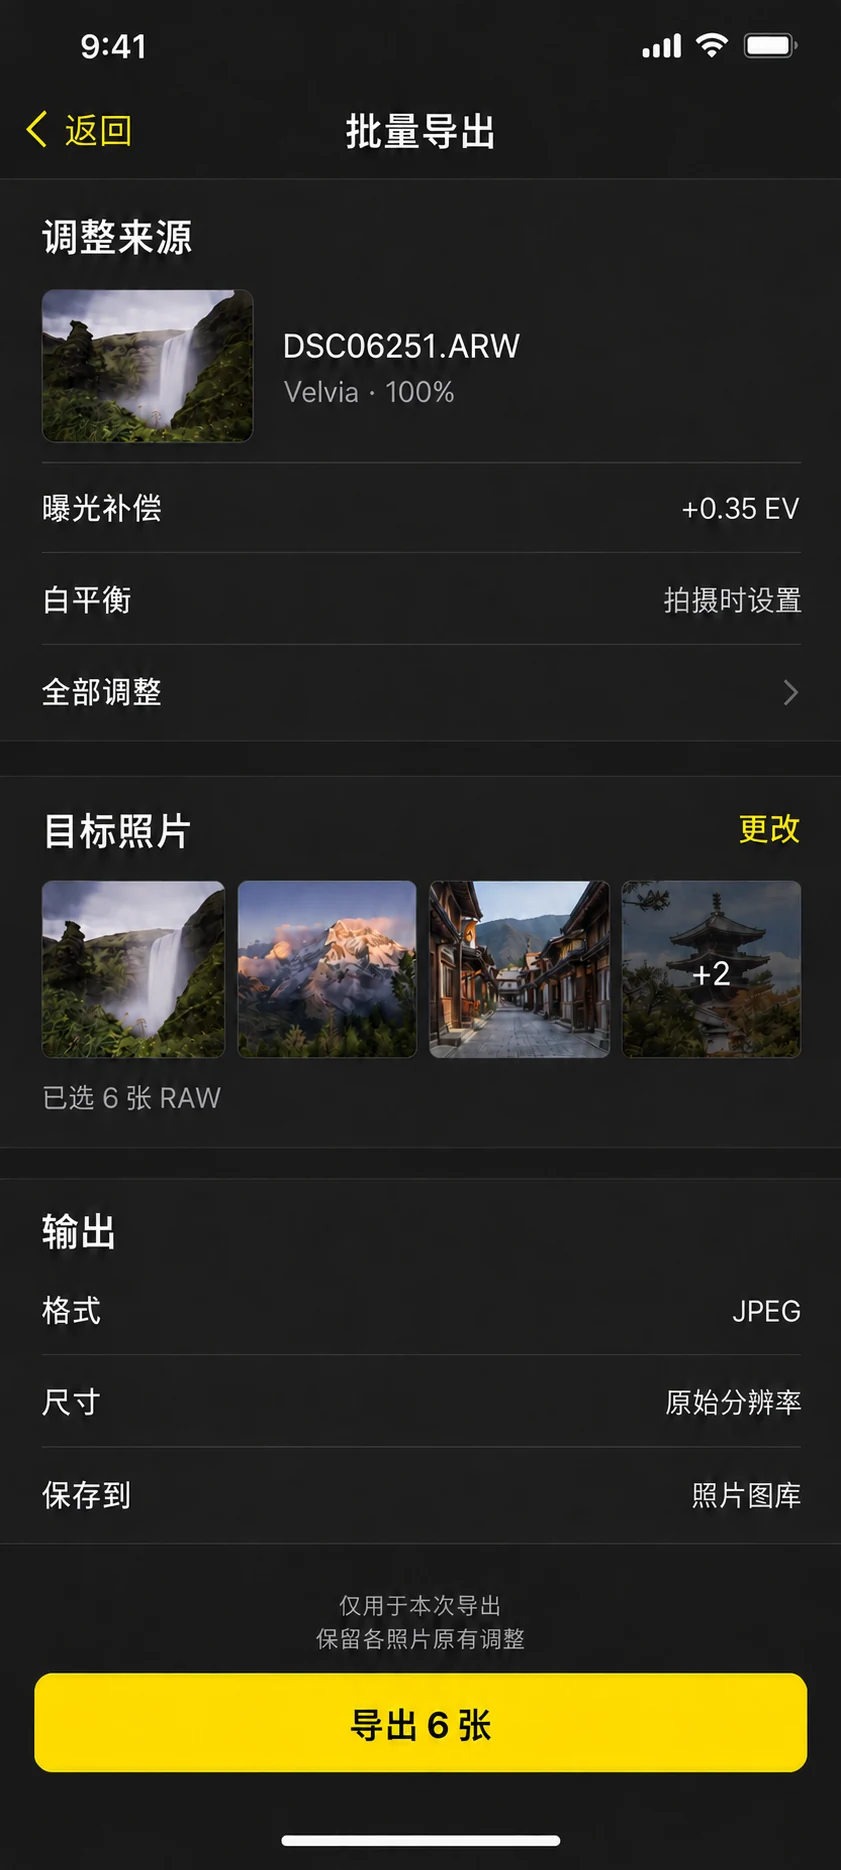 9:41
返回
批量导出
调整来源
DSC06251.ARW
Velvia · 100%
曝光补偿
+0.35 EV
白平衡
拍摄时设置
全部调整
目标照片
更改
+2
已选 6 张 RAW
输出
格式
JPEG
尺寸
原始分辨率
保存到
照片图库
仅用于本次导出
保留各照片原有调整
导出 6 张